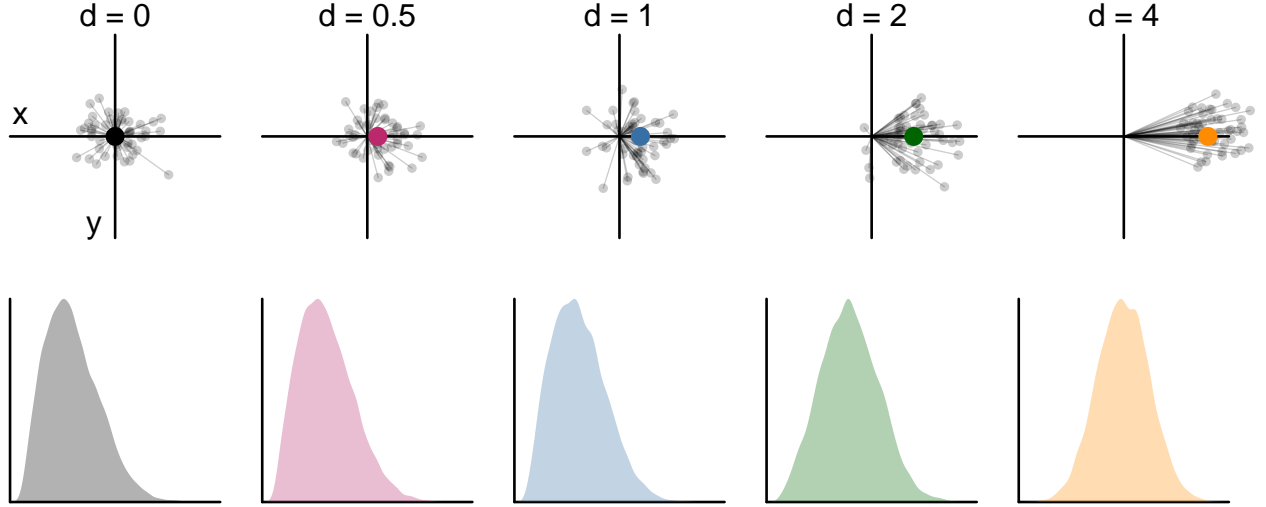 d = 0
d = 0.5
d = 1
d = 2
d = 4
x
y